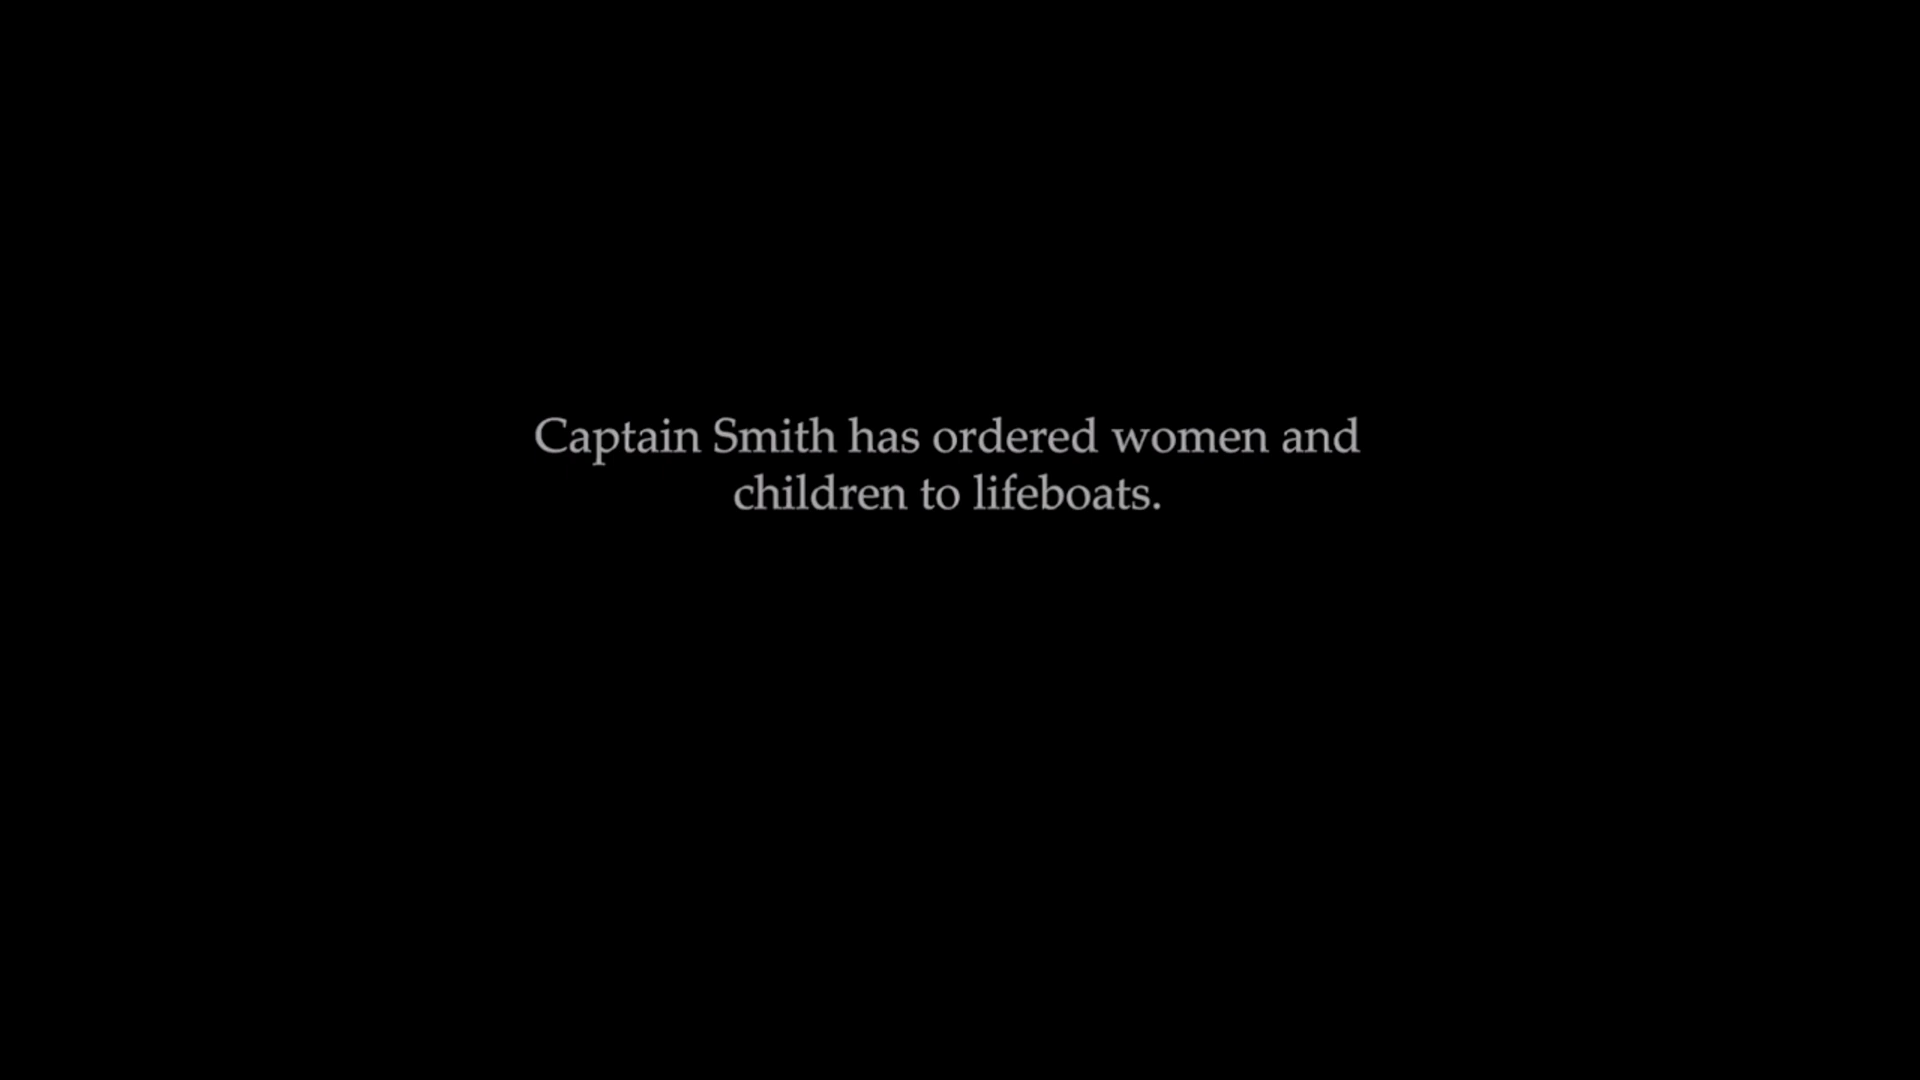 Captain Smith has ordered women and
children to lifeboats.